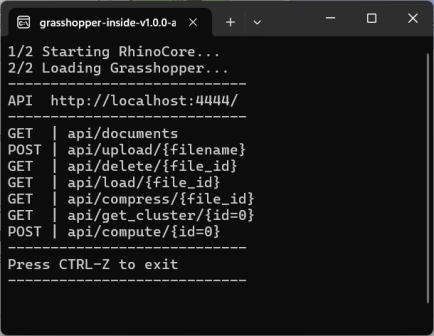 grasshopper-inside-v1.0.0-a
1/2 Starting RhinoCore...
2/2 Loading Grasshopper...
----------------------------
API  http://localhost:4444/
----------------------------
GET  | api/documents
POST | api/upload/{filename}
GET  | api/delete/{file_id}
GET  | api/load/{file_id}
GET  | api/compress/{file_id}
GET  | api/get_cluster/{id=0}
POST | api/compute/{id=0}
----------------------------
Press CTRL-Z to exit
----------------------------